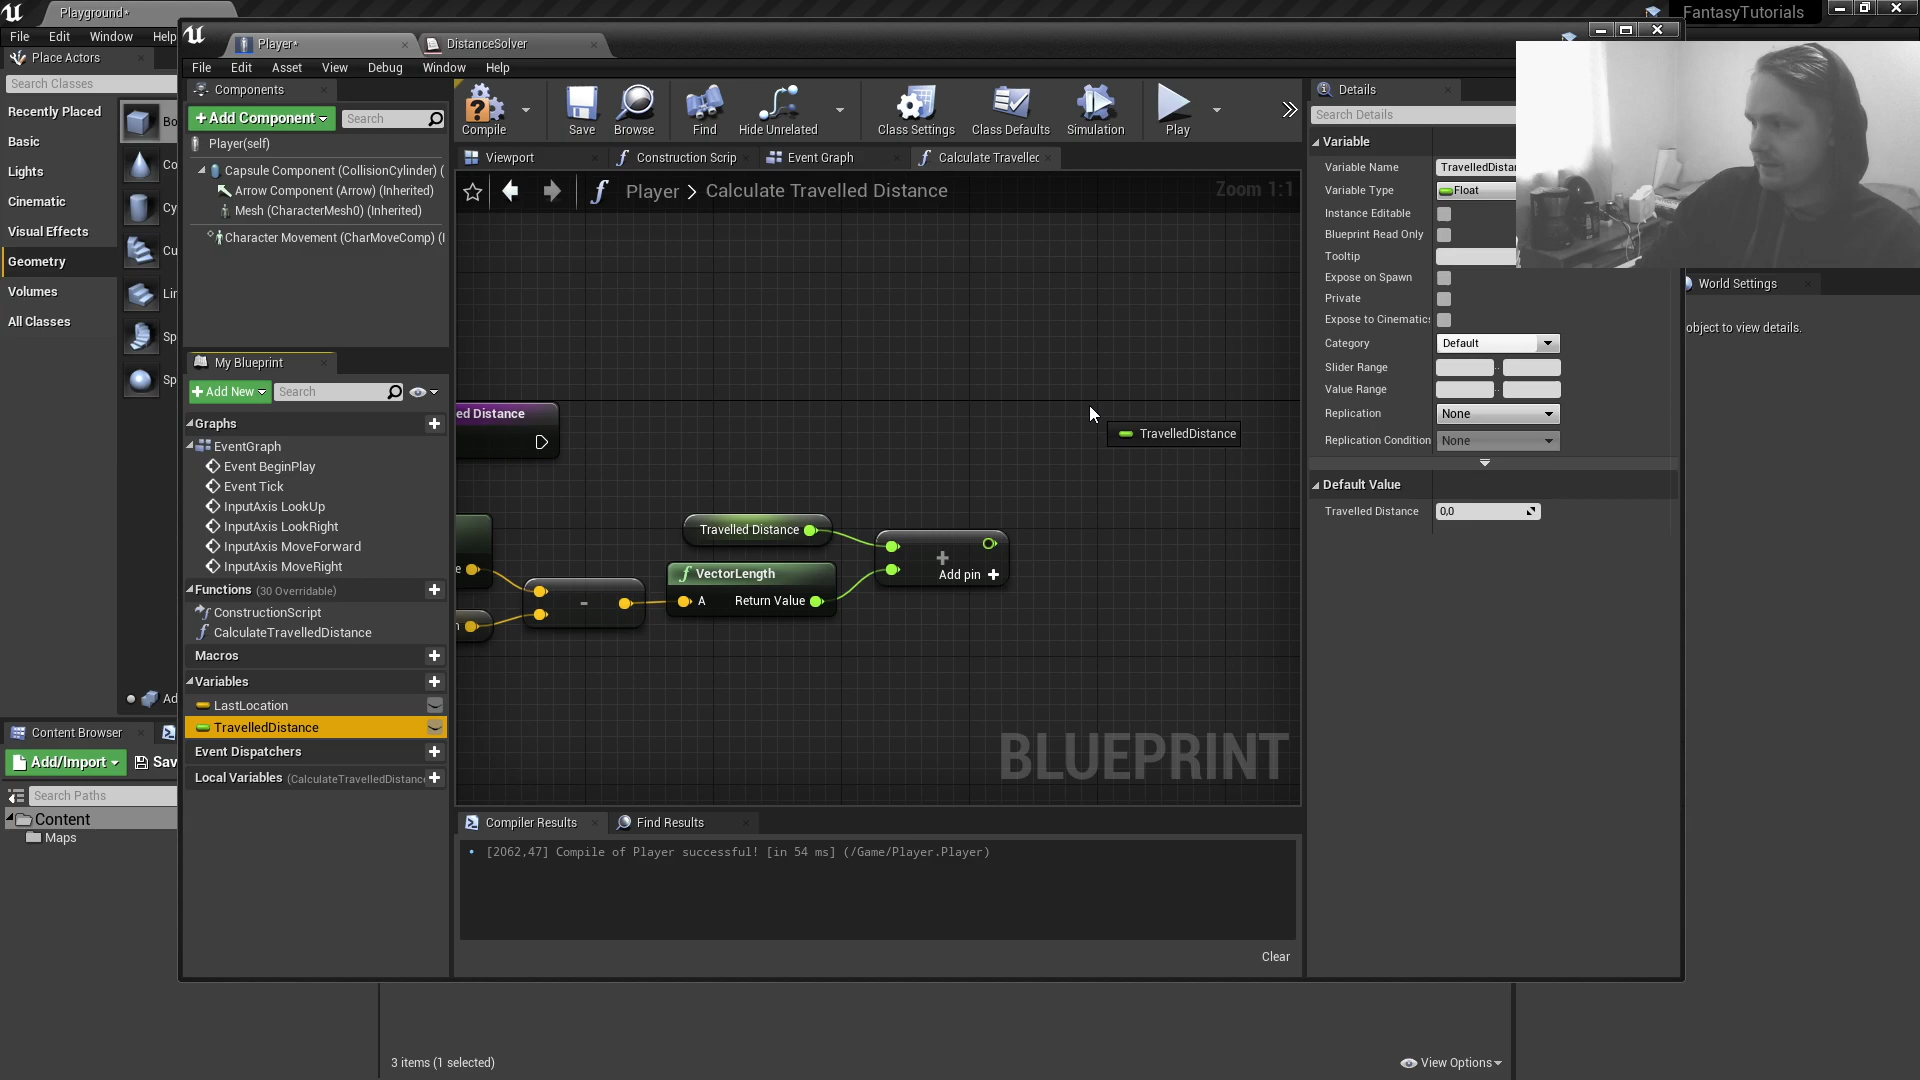 Playground*
FantasyTutorials
File Edit Window Help
Place Actors
Search Classes
Recently Placed
Basic
Lights
Cinematic
Visual Effects
Geometry
Volumes
All Classes
Bo
Co
Cy
Cu
Lin
Sp
Sp
Ad
Content Browser
Add/Import
Sav
Search Paths
Content
Maps
Player*
DistanceSolver
File Edit Asset View Debug Window Help
Components
+Add Component
Search
Player(self)
Capsule Component (CollisionCylinder) (
Arrow Component (Arrow) (Inherited)
Mesh (CharacterMesh0) (Inherited)
Character Movement (CharMoveComp) (I
My Blueprint
+Add New
Search
Graphs
EventGraph
Event BeginPlay
Event Tick
InputAxis LookUp
InputAxis LookRight
InputAxis MoveForward
InputAxis MoveRight
Functions (30 Overridable)
ConstructionScript
CalculateTravelledDistance
Macros
Variables
LastLocation
TravelledDistance
Event Dispatchers
Local Variables (CalculateTravelledDistanc
Compile
Save
Browse
Find
Hide Unrelated
Class Settings
Class Defaults
Simulation
Play
Viewport
Construction Scrip
Event Graph
Calculate Travellec
Player > Calculate Travelled Distance
Zoom 1:1
ed Distance
TravelledDistance
Travelled Distance
VectorLength
A Return Value
Add pin +
e
n
BLUEPRINT
Compiler Results
Find Results
[2062,47] Compile of Player successful! [in 54 ms] (/Game/Player.Player)
Clear
Details
Search Details
Variable
Variable Name TravelledDistan
Variable Type Float
Instance Editable
Blueprint Read Only
Tooltip
Expose on Spawn
Private
Expose to Cinematics
Category Default
Slider Range
Value Range
Replication None
Replication Condition None
Default Value
Travelled Distance 0,0
World Settings
object to view details.
3 items (1 selected)
View Options